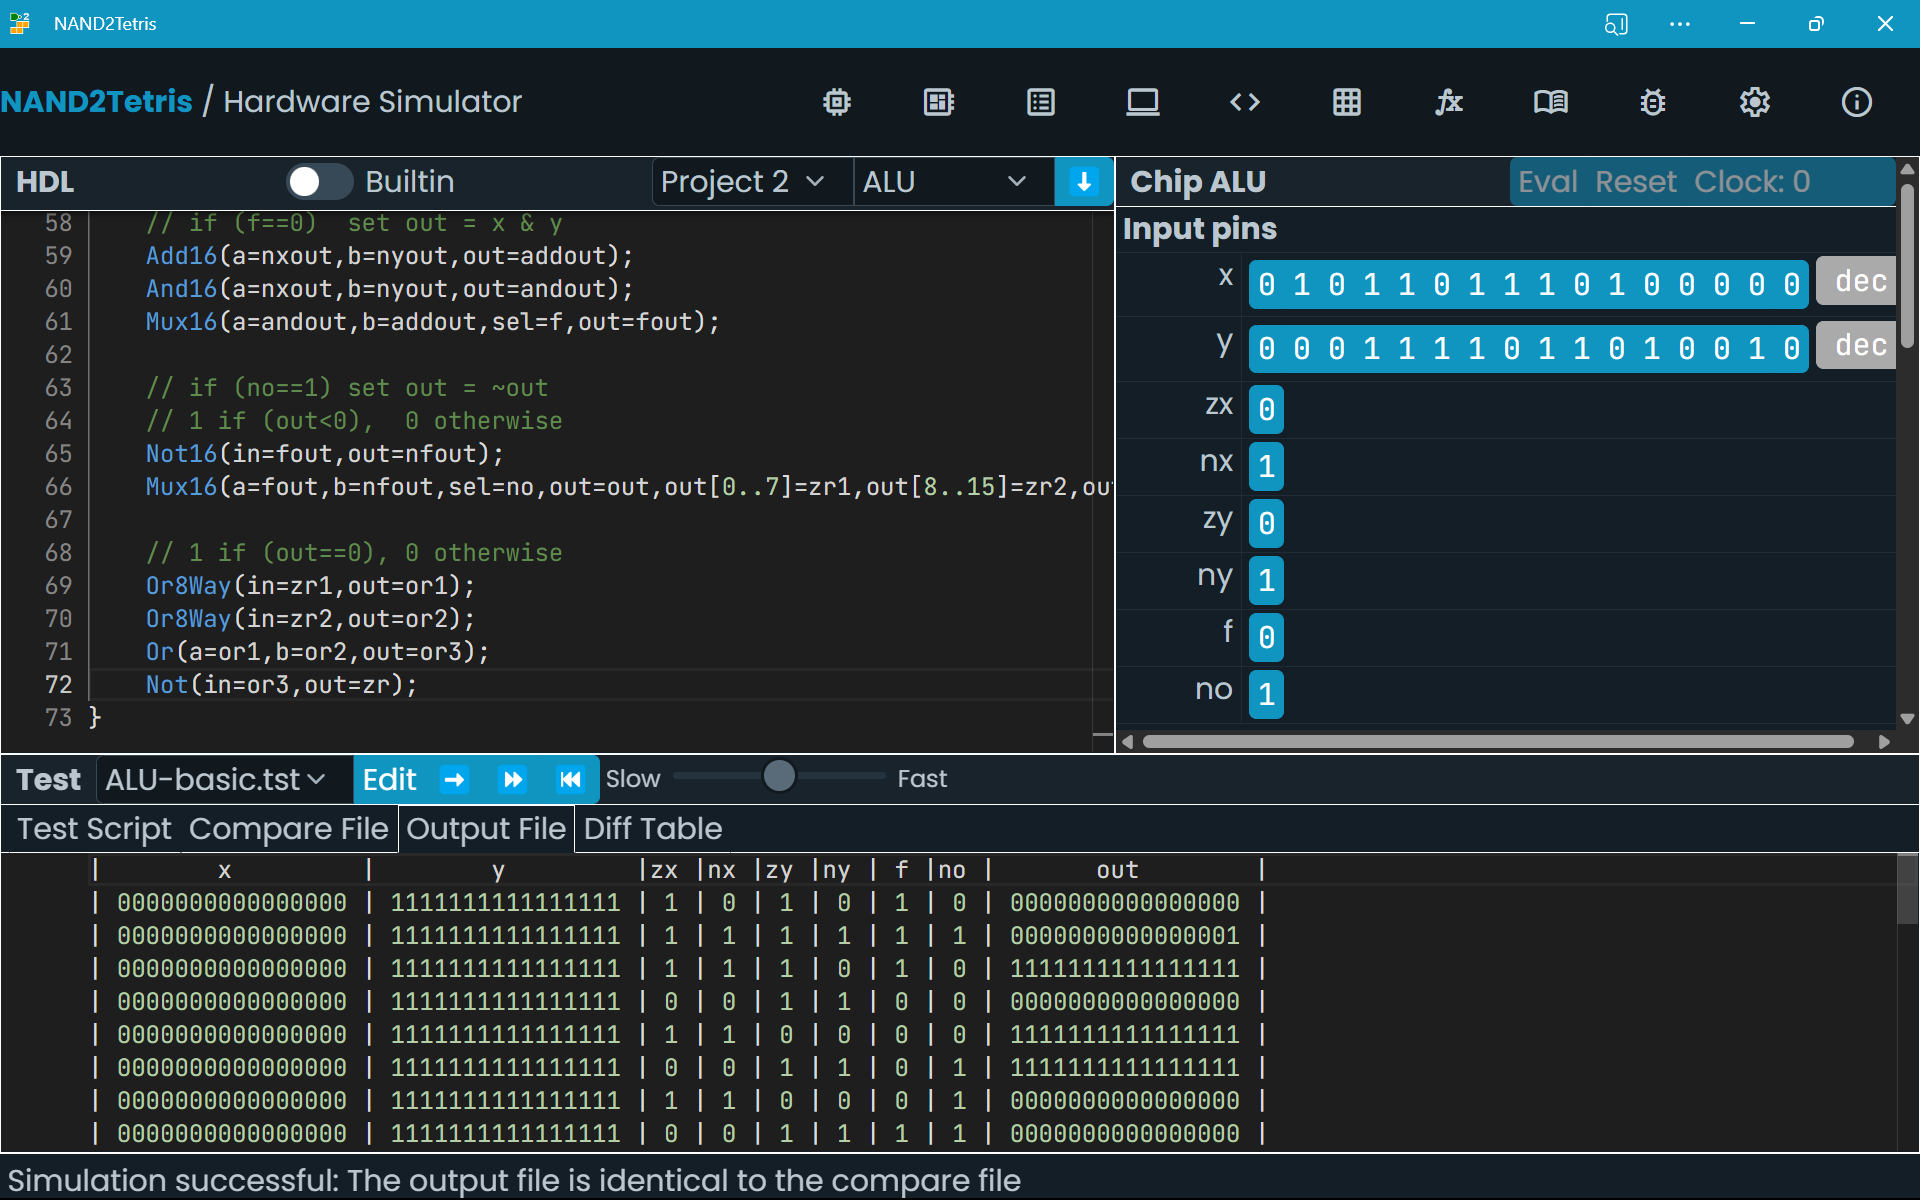 NAND2Tetris
NAND2Tetris / Hardware Simulator
HDL Builtin Project 2 ALU
58 // if (f==0)  set out = x & y
59 Add16(a=nxout,b=nyout,out=addout);
60 And16(a=nxout,b=nyout,out=andout);
61 Mux16(a=andout,b=addout,sel=f,out=fout);
62
63 // if (no==1) set out = ~out
64 // 1 if (out<0),  0 otherwise
65 Not16(in=fout,out=nfout);
66 Mux16(a=fout,b=nfout,sel=no,out=out,out[0..7]=zr1,out[8..15]=zr2,ou
67
68 // 1 if (out==0), 0 otherwise
69 Or8Way(in=zr1,out=or1);
70 Or8Way(in=zr2,out=or2);
71 Or(a=or1,b=or2,out=or3);
72 Not(in=or3,out=zr);
73 }
Chip ALU Eval Reset Clock: 0
Input pins
x 0 1 0 1 1 0 1 1 1 0 1 0 0 0 0 0 dec
y 0 0 0 1 1 1 1 0 1 1 0 1 0 0 1 0 dec
zx 0
nx 1
zy 0
ny 1
f 0
no 1
Test ALU-basic.tst Edit Slow Fast
Test Script Compare File Output File Diff Table
| x | y |zx |nx |zy |ny | f |no | out |
| 0000000000000000 | 1111111111111111 | 1 | 0 | 1 | 0 | 1 | 0 | 0000000000000000 |
| 0000000000000000 | 1111111111111111 | 1 | 1 | 1 | 1 | 1 | 1 | 0000000000000001 |
| 0000000000000000 | 1111111111111111 | 1 | 1 | 1 | 0 | 1 | 0 | 1111111111111111 |
| 0000000000000000 | 1111111111111111 | 0 | 0 | 1 | 1 | 0 | 0 | 0000000000000000 |
| 0000000000000000 | 1111111111111111 | 1 | 1 | 0 | 0 | 0 | 0 | 1111111111111111 |
| 0000000000000000 | 1111111111111111 | 0 | 0 | 1 | 1 | 0 | 1 | 1111111111111111 |
| 0000000000000000 | 1111111111111111 | 1 | 1 | 0 | 0 | 0 | 1 | 0000000000000000 |
| 0000000000000000 | 1111111111111111 | 0 | 0 | 1 | 1 | 1 | 1 | 0000000000000000 |
Simulation successful: The output file is identical to the compare file